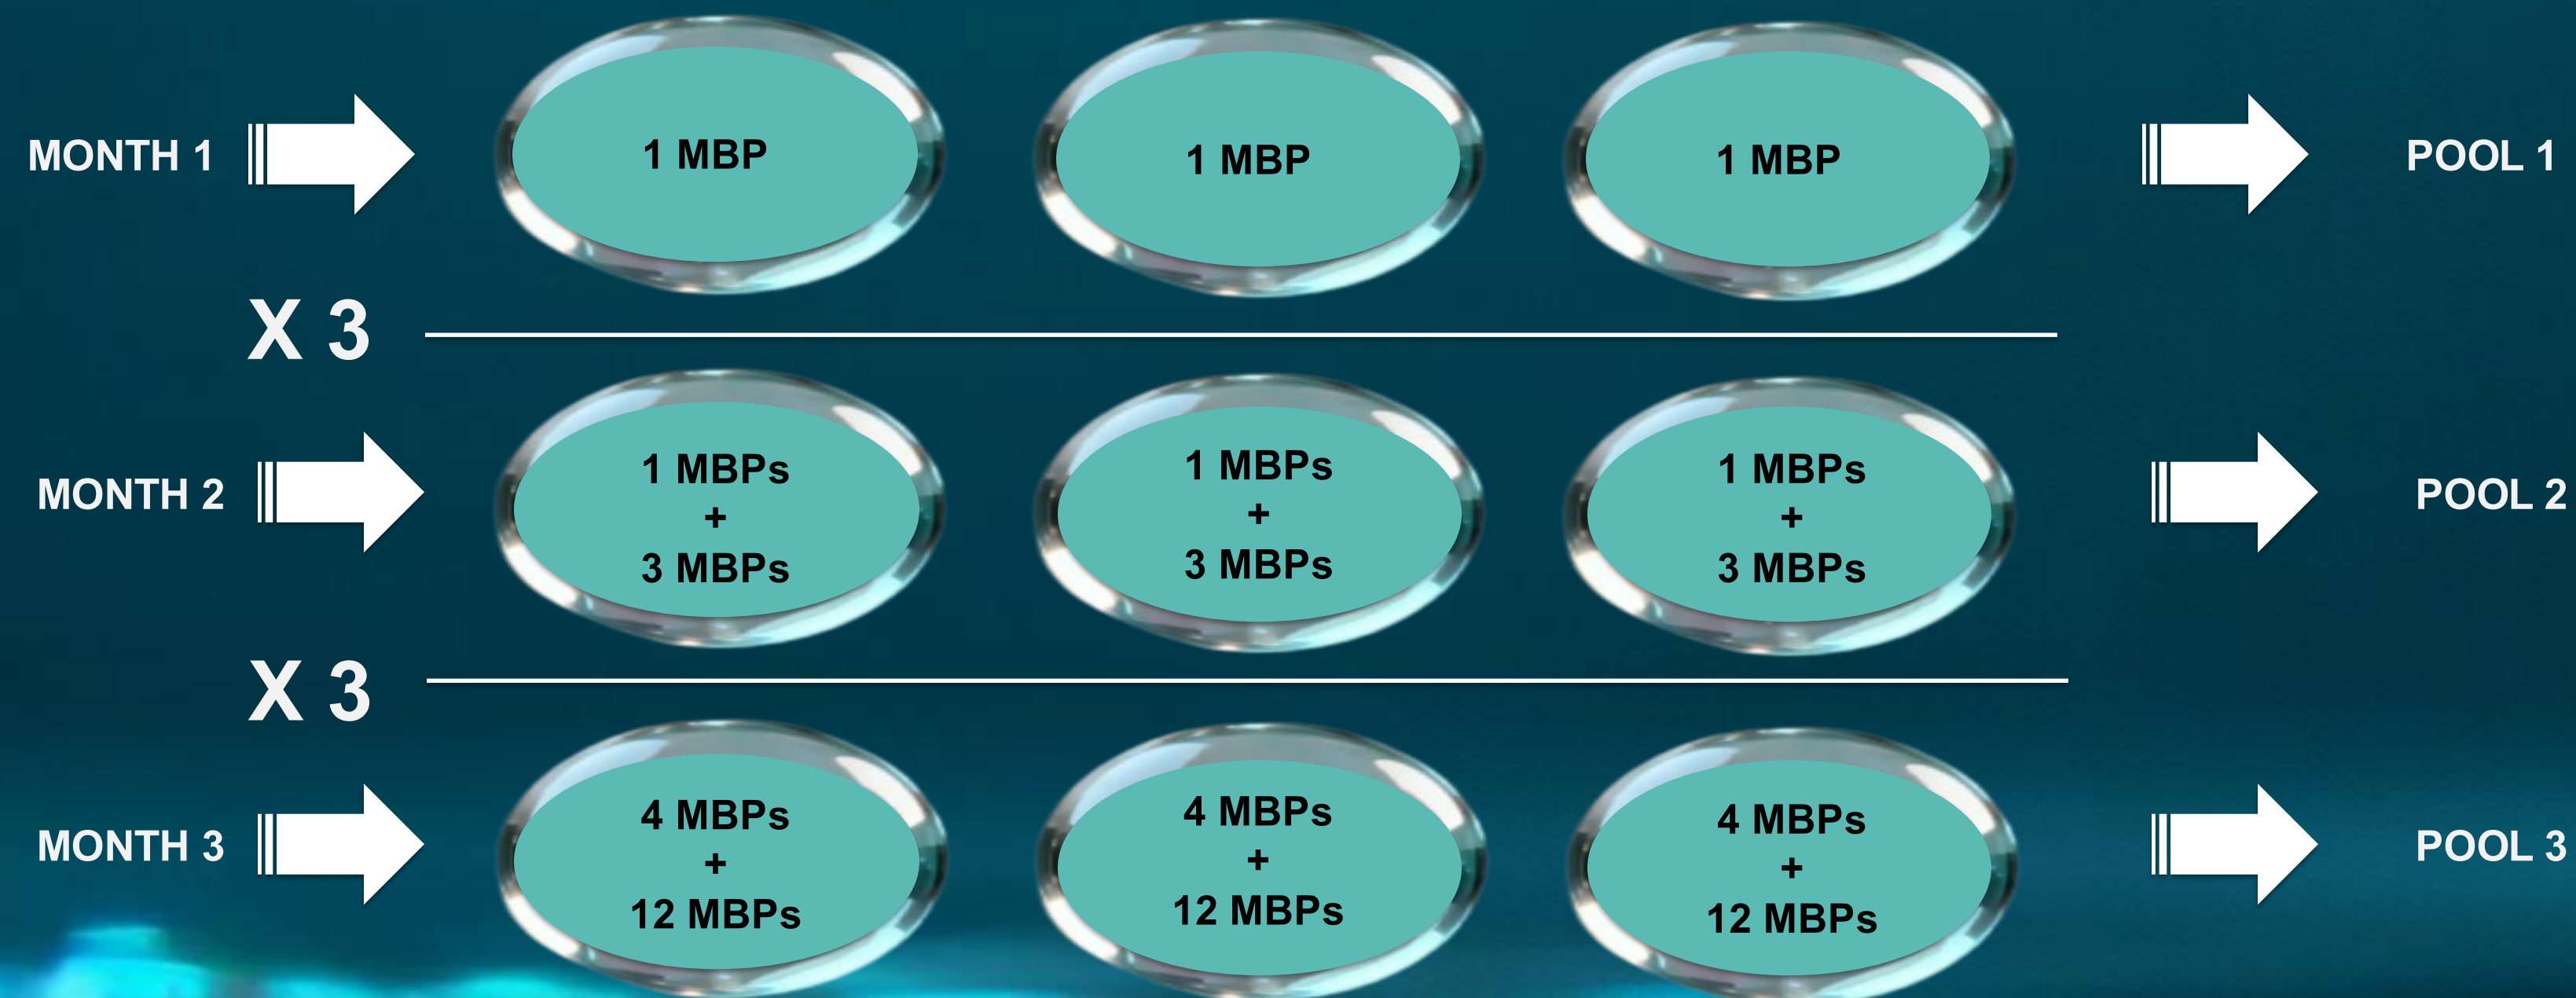 MONTH 1
1 MBP
1 MBP
1 MBP
POOL 1
X 3
MONTH 2
1 MBPs
+
3 MBPs
1 MBPs
+
3 MBPs
1 MBPs
+
3 MBPs
POOL 2
X 3
MONTH 3
4 MBPs
+
12 MBPs
4 MBPs
+
12 MBPs
4 MBPs
+
12 MBPs
POOL 3